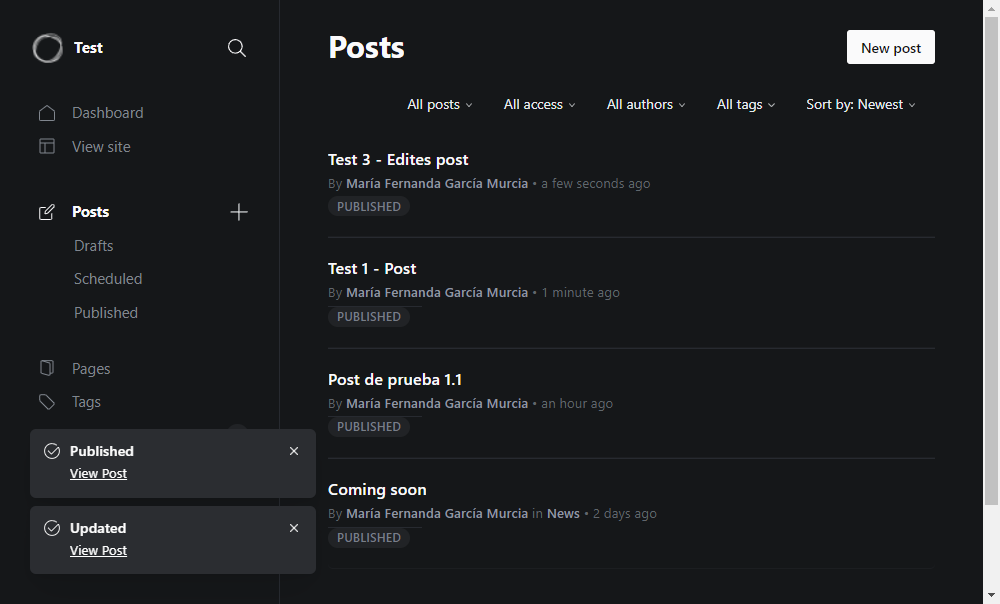 Test
Dashboard
View site
Posts
Drafts
Scheduled
Published
Pages
Tags
Published
View Post
Updated
View Post
Posts
New post
All posts
All access
All authors
All tags
Sort by: Newest
Test 3 - Edites post
By María Fernanda García Murcia • a few seconds ago
PUBLISHED
Test 1 - Post
By María Fernanda García Murcia • 1 minute ago
PUBLISHED
Post de prueba 1.1
By María Fernanda García Murcia • an hour ago
PUBLISHED
Coming soon
By María Fernanda García Murcia in News • 2 days ago
PUBLISHED